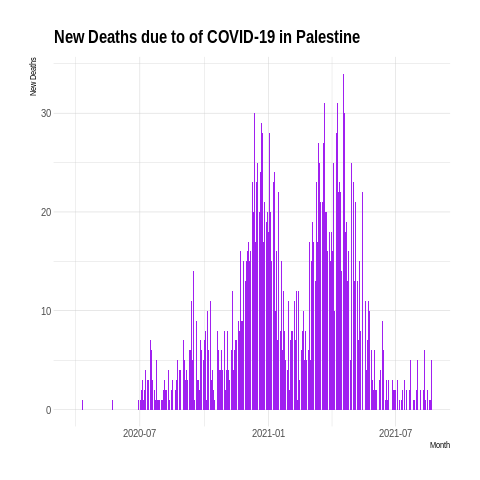 New Deaths due to of COVID-19 in Palestine
New Deaths
30
20
10
0
2020-07
2021-01
2021-07
Month